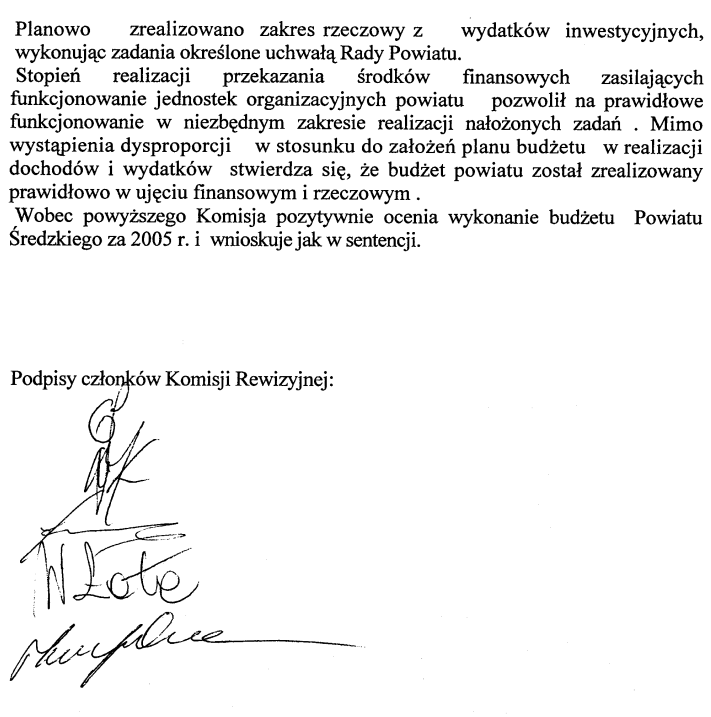 Planowo zrealizowano zakres rzeczowy z wydatków inwestycyjnych,
wykonując zadania określone uchwałą Rady Powiatu.
Stopień realizacji przekazania środków finansowych zasilających
funkcjonowanie jednostek organizacyjnych powiatu pozwolił na prawidłowe
funkcjonowanie w niezbędnym zakresie realizacji nałożonych zadań . Mimo
wystąpienia dysproporcji w stosunku do założeń planu budżetu w realizacji
dochodów i wydatków stwierdza się, że budżet powiatu został zrealizowany
prawidłowo w ujęciu finansowym i rzeczowym .
Wobec powyższego Komisja pozytywnie ocenia wykonanie budżetu Powiatu
Średzkiego za 2005 r. i wnioskuje jak w sentencji.
Podpisy członków Komisji Rewizyjnej: